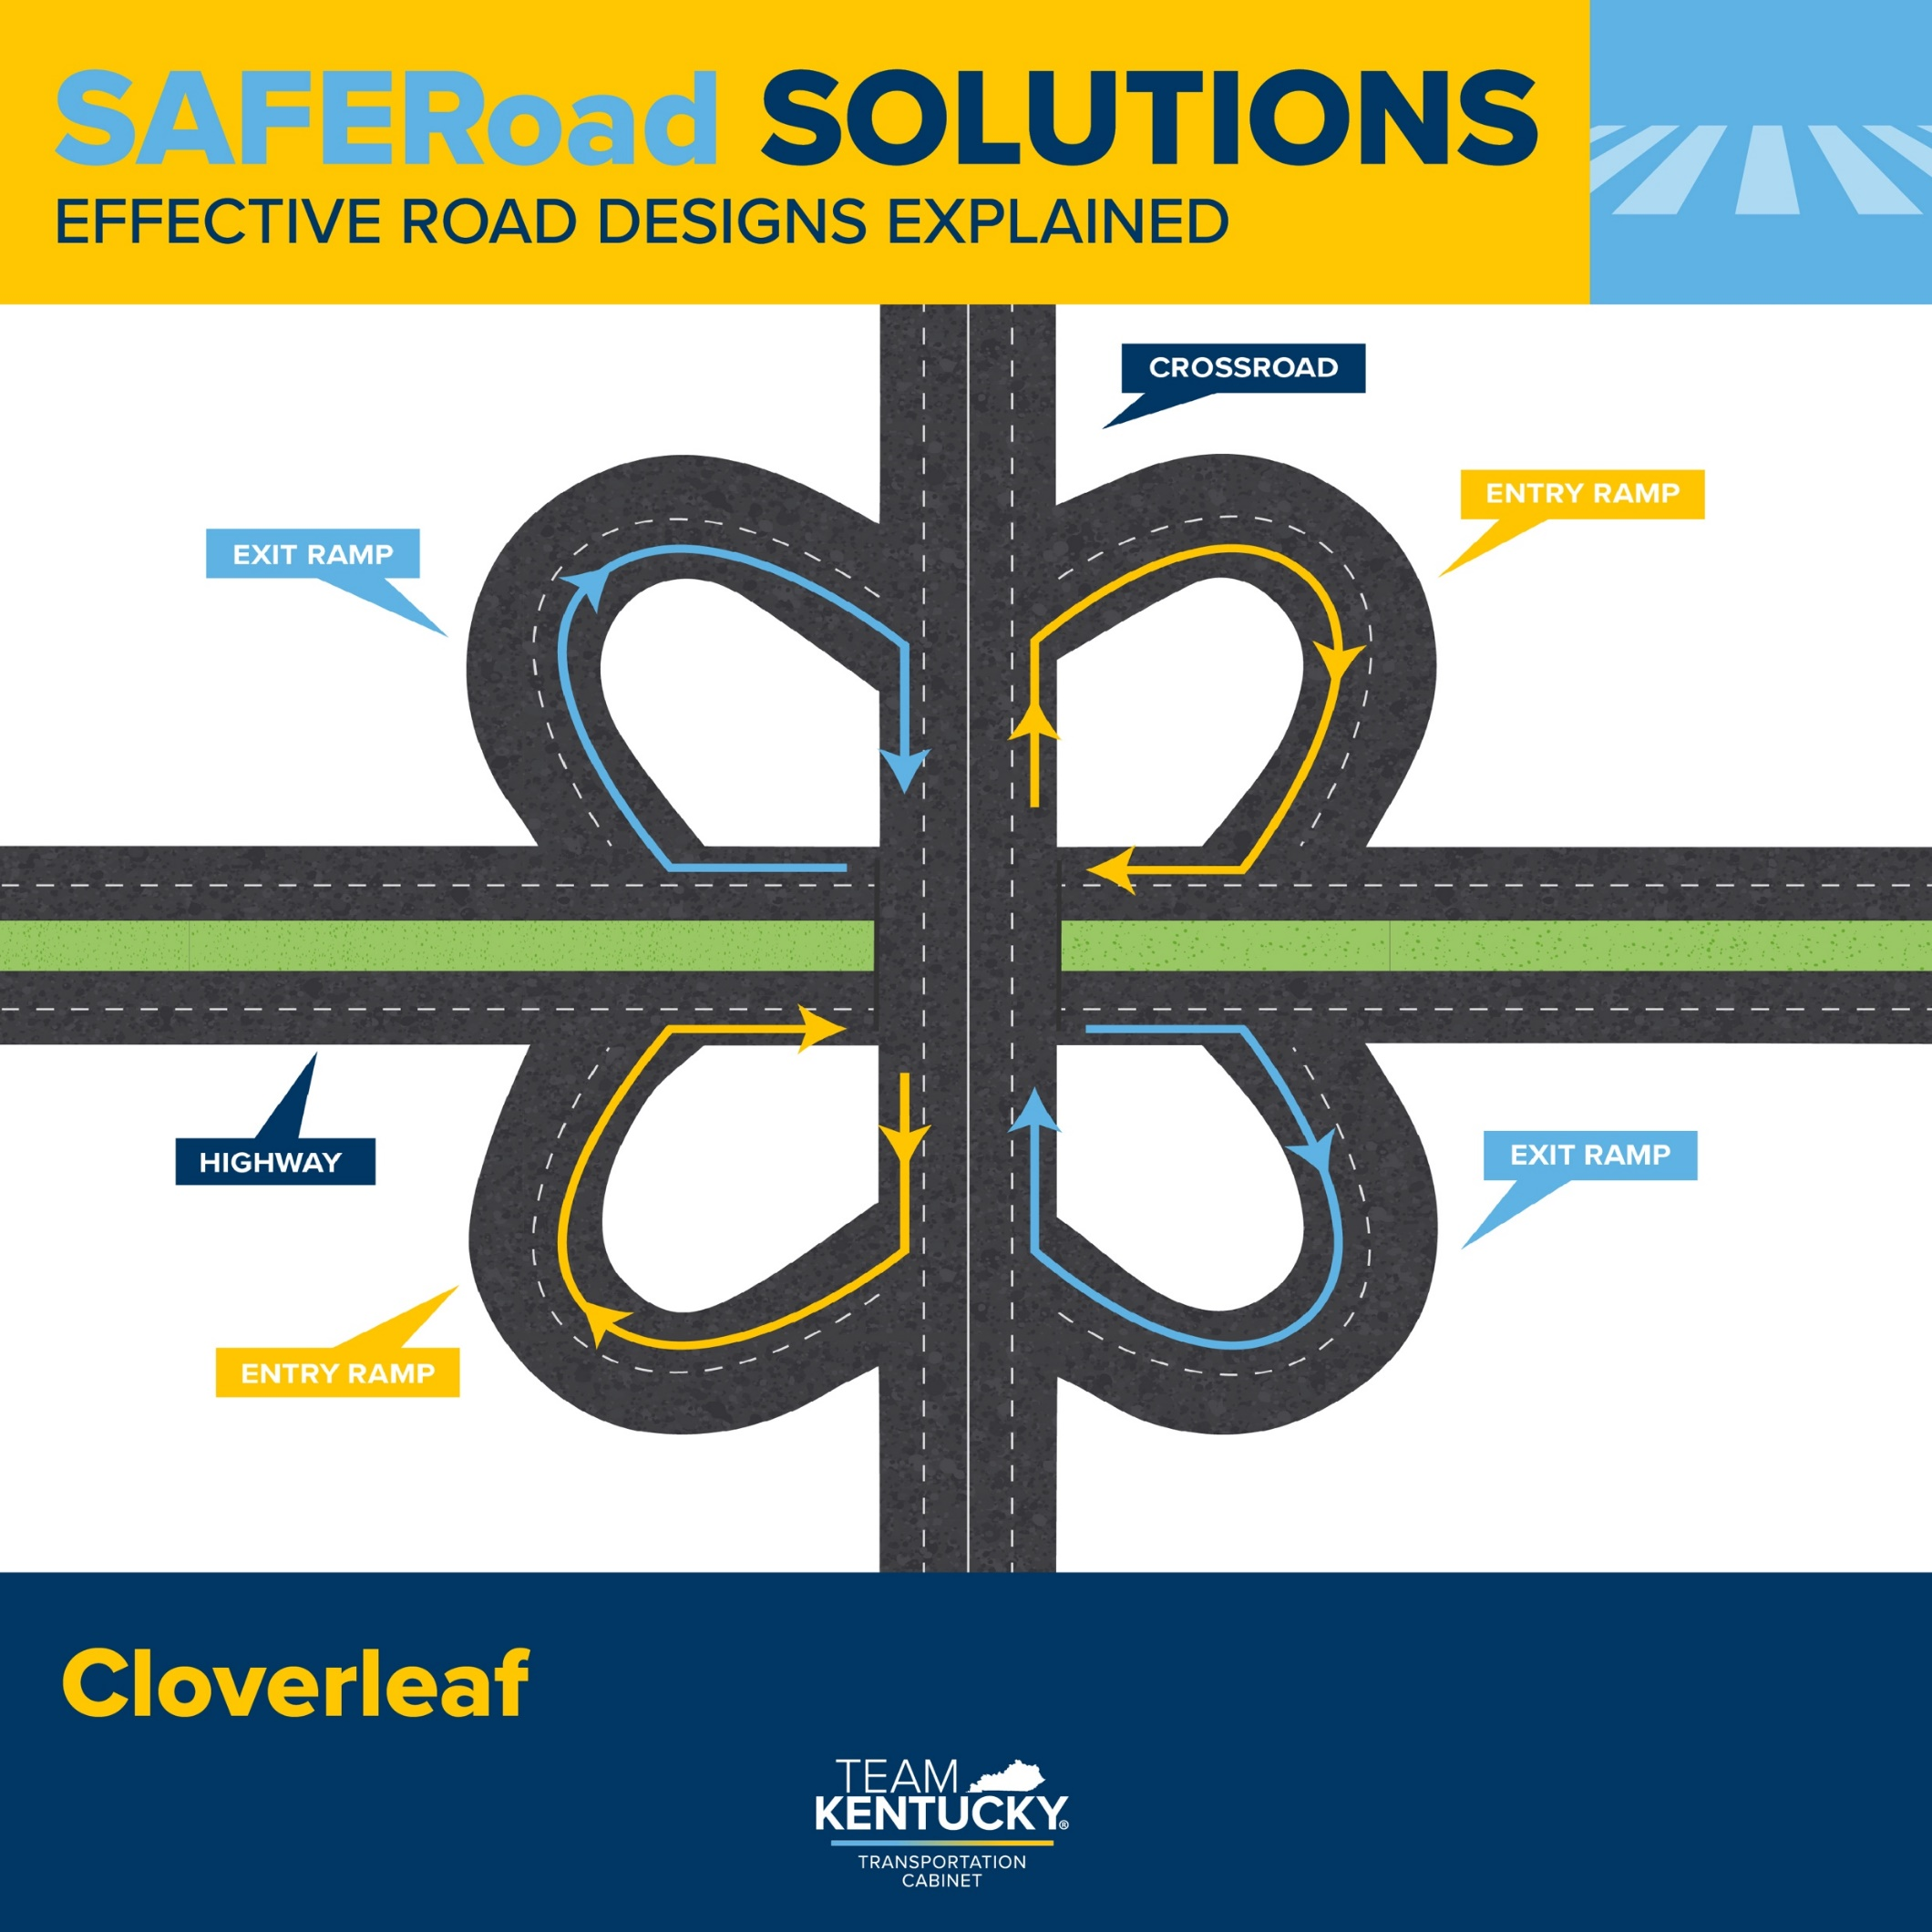 SAFERoad SOLUTIONS
EFFECTIVE ROAD DESIGNS EXPLAINED
CROSSROAD
ENTRY RAMP
EXIT RAMP
HIGHWAY
EXIT RAMP
ENTRY RAMP
Cloverleaf
TEAM
KENTUCKY®
TRANSPORTATION
CABINET